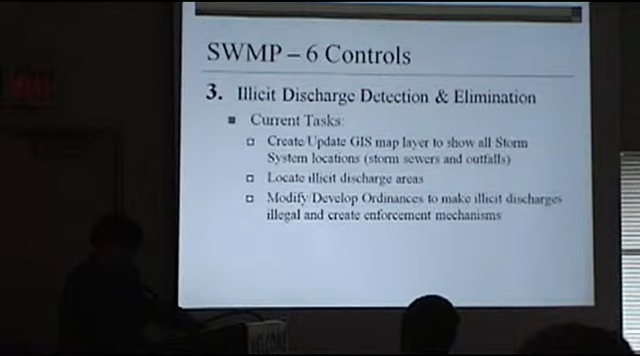 SWMP – 6 Controls
3. Illicit Discharge Detection & Elimination
Current Tasks:
Create/Update GIS map layer to show all Storm
System locations (storm sewers and outfalls)
Locate illicit discharge areas
Modify/Develop Ordinances to make illicit discharges
illegal and create enforcement mechanisms